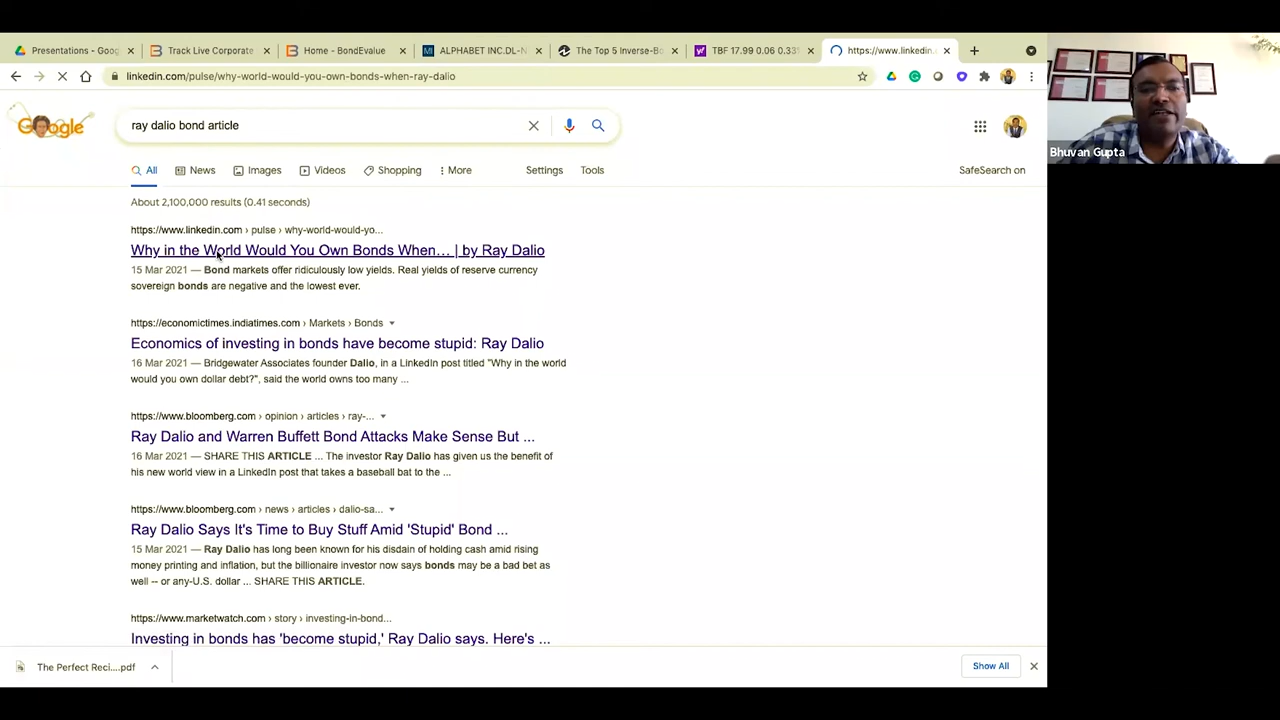 Presentations - Goog
Track Live Corporate
Home - BondEvalue
ALPHABET INC.DL-N
The Top 5 Inverse-Bo
TBF 17.99 0.06 0.33%
https://www.linkedin.
linkedin.com/pulse/why-world-would-you-own-bonds-when-ray-dalio
Google
ray dalio bond article
All
News
Images
Videos
Shopping
More
Settings
Tools
SafeSearch on
About 2,100,000 results (0.41 seconds)
https://www.linkedin.com › pulse › why-world-would-yo...
Why in the World Would You Own Bonds When… | by Ray Dalio
15 Mar 2021 — Bond markets offer ridiculously low yields. Real yields of reserve currency
sovereign bonds are negative and the lowest ever.
https://economictimes.indiatimes.com › Markets › Bonds
Economics of investing in bonds have become stupid: Ray Dalio
16 Mar 2021 — Bridgewater Associates founder Dalio, in a LinkedIn post titled "Why in the world
would you own dollar debt?", said the world owns too many ...
https://www.bloomberg.com › opinion › articles › ray-...
Ray Dalio and Warren Buffett Bond Attacks Make Sense But ...
16 Mar 2021 — SHARE THIS ARTICLE ... The investor Ray Dalio has given us the benefit of
his new world view in a LinkedIn post that takes a baseball bat to the ...
https://www.bloomberg.com › news › articles › dalio-sa...
Ray Dalio Says It's Time to Buy Stuff Amid 'Stupid' Bond ...
15 Mar 2021 — Ray Dalio has long been known for his disdain of holding cash amid rising
money printing and inflation, but the billionaire investor now says bonds may be a bad bet as
well -- or any-U.S. dollar ... SHARE THIS ARTICLE.
https://www.marketwatch.com › story › investing-in-bond...
Investing in bonds has 'become stupid,' Ray Dalio says. Here's ...
The Perfect Reci....pdf
Show All
Bhuvan Gupta